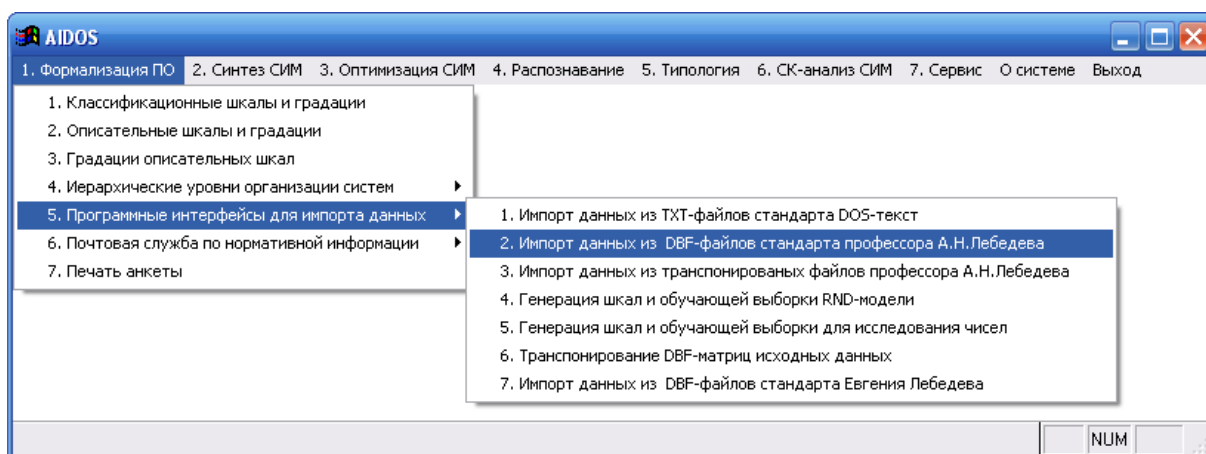 AIDOS
1. Формализация ПО 2. Синтез СИМ 3. Оптимизация СИМ 4. Распознавание 5. Типология 6. СК-анализ СИМ 7. Сервис О системе Выход
1. Классификационные шкалы и градации
2. Описательные шкалы и градации
3. Градации описательных шкал
4. Иерархические уровни организации систем
5. Программные интерфейсы для импорта данных
6. Почтовая служба по нормативной информации
7. Печать анкеты
1. Импорт данных из TXT-файлов стандарта DOS-текст
2. Импорт данных из DBF-файлов стандарта профессора А.Н.Лебедева
3. Импорт данных из транспонированых файлов профессора А.Н.Лебедева
4. Генерация шкал и обучающей выборки RND-модели
5. Генерация шкал и обучающей выборки для исследования чисел
6. Транспонирование DBF-матриц исходных данных
7. Импорт данных из DBF-файлов стандарта Евгения Лебедева
NUM